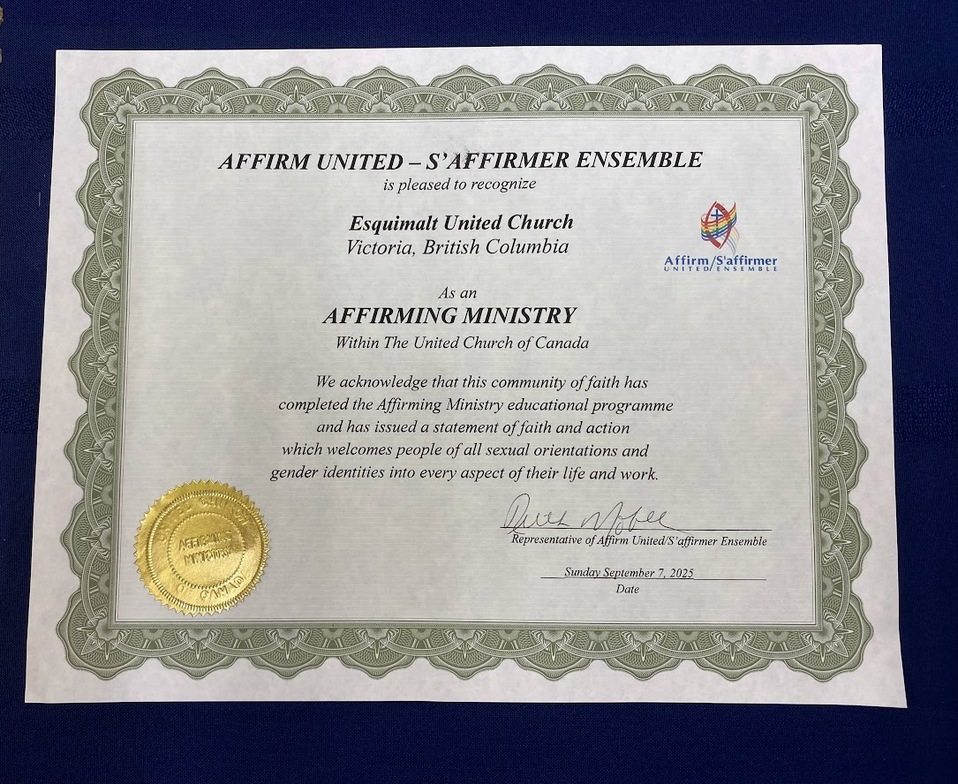 AFFIRM UNITED – S'AFFIRMER ENSEMBLE
is pleased to recognize
Esquimalt United Church
Victoria, British Columbia
Affirm/S'affirmer
UNITED/ENSEMBLE
As an
AFFIRMING MINISTRY
Within The United Church of Canada
We acknowledge that this community of faith has
completed the Affirming Ministry educational programme
and has issued a statement of faith and action
which welcomes people of all sexual orientations and
gender identities into every aspect of their life and work.
Representative of Affirm United/S'affirmer Ensemble
Sunday September 7, 2025
Date
AFFIRMING
MINISTRY
OF CANADA